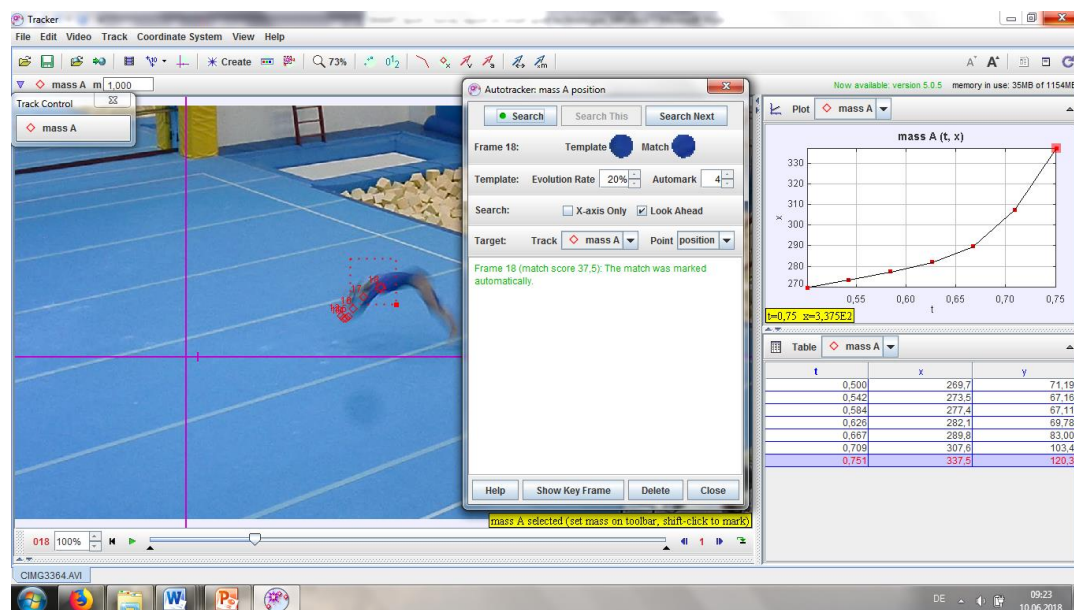 Tracker
File Edit Video Track Coordinate System View Help
Create 73%
mass A m 1,000
Now available: version 5.0.5 memory in use: 35MB of 1154MB
Track Control
mass A
Autotracker: mass A position
Search Search This Search Next
Frame 18: Template Match
Template: Evolution Rate 20% Automark 4
Search: X-axis Only Look Ahead
Target: Track mass A Point position
Frame 18 (match score 37,5): The match was marked
automatically.
Help Show Key Frame Delete Close
mass A selected (set mass on toolbar, shift-click to mark)
Plot mass A
mass A (t, x)
330
320
310
300
290
280
270
x
0,55 0,60 0,65 0,70 0,75
t
t=0,75 x=3,375E2
Table mass A
t x y
0,500 269,7 71,19
0,542 273,5 67,16
0,584 277,4 67,11
0,626 282,1 69,78
0,667 289,8 83,00
0,709 307,6 103,4
0,751 337,5 120,3
018 100% 1
CIMG3364.AVI
DE 09:23
10.06.2018